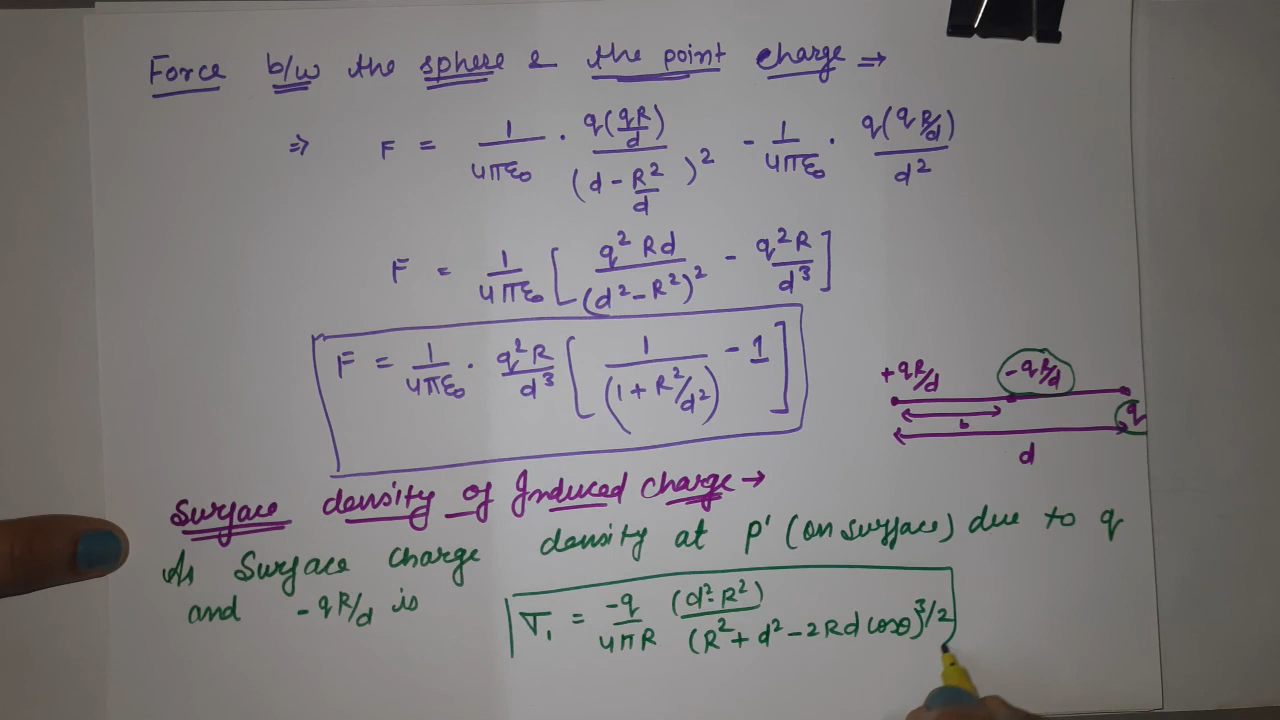 Force b/w the sphere & the point charge ⇒
⇒ F = 1/4πε₀ · q(qR/d)/(d - R²/d)² - 1/4πε₀ · q(qR/d)/d²
F = 1/4πε₀ [q²Rd/(d²-R²)² - q²R/d³]
F = 1/4πε₀ · q²R/d³ [1/(1+R²/d²) - 1]
+qR/d -qR/d
q
b
d
Surface density of Induced charge →
As Surface charge density at p' (on surface) due to q
and -qR/d is σ₁ = -q/4πR (d²-R²)/(R²+d²-2Rd cosθ)^3/2